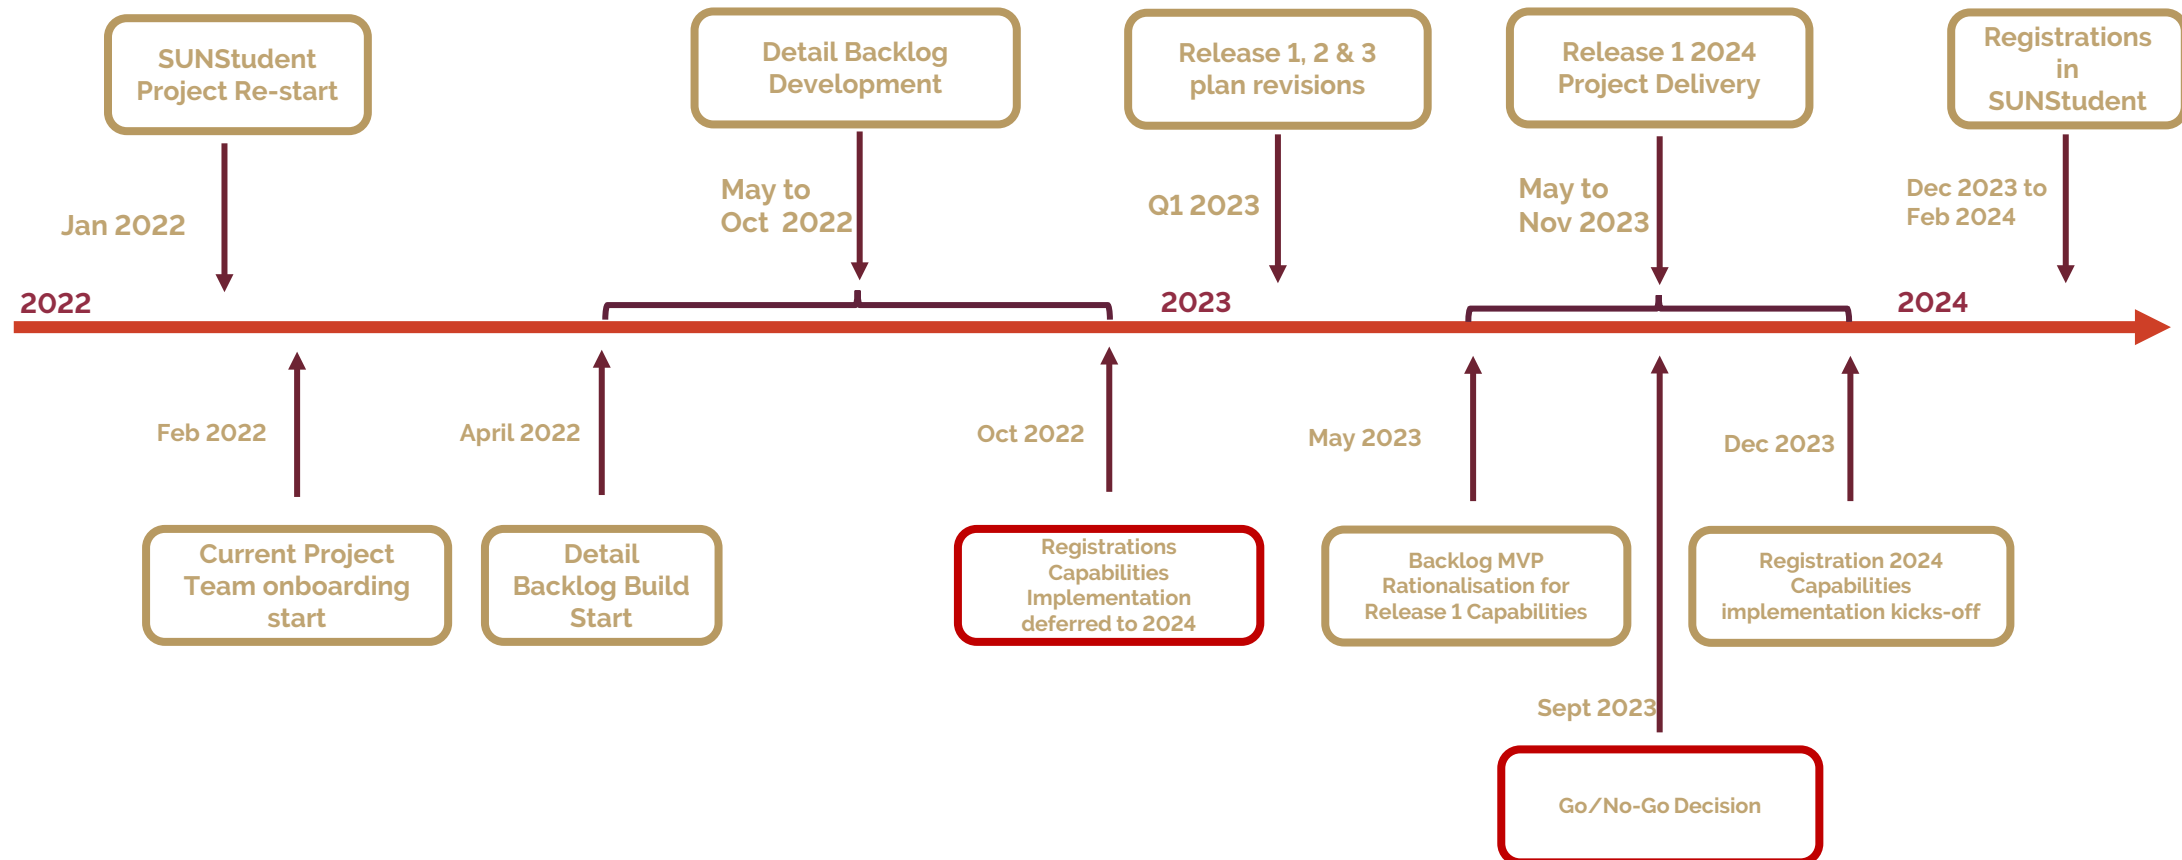 SUNStudent
Project Re-start
Detail Backlog
Development
Release 1, 2 & 3
plan revisions
Release 1 2024
Project Delivery
Registrations
in
SUNStudent
Jan 2022
May to
Oct 2022
Q1 2023
May to
Nov 2023
Dec 2023 to
Feb 2024
2022
2023
2024
Feb 2022
April 2022
Oct 2022
May 2023
Dec 2023
Current Project
Team onboarding
start
Detail
Backlog Build
Start
Registrations
Capabilities
Implementation
deferred to 2024
Backlog MVP
Rationalisation for
Release 1 Capabilities
Registration 2024
Capabilities
implementation kicks-off
Sept 2023
Go/No-Go Decision